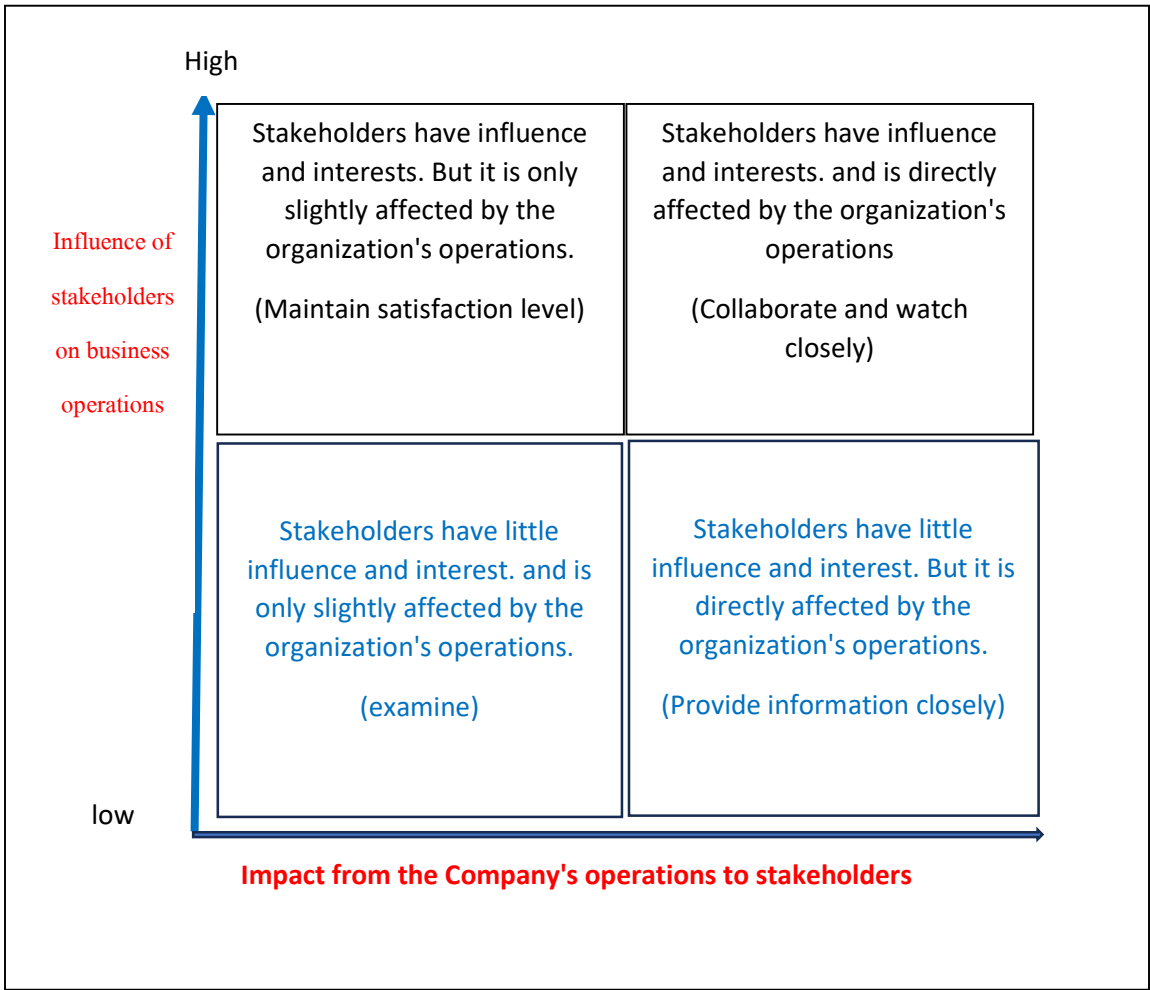 High
Stakeholders have influence
and interests. But it is only
slightly affected by the
organization's operations.
(Maintain satisfaction level)
Stakeholders have influence
and interests. and is directly
affected by the organization's
operations
(Collaborate and watch
closely)
Influence of
stakeholders
on business
operations
Stakeholders have little
influence and interest. and is
only slightly affected by the
organization's operations.
(examine)
Stakeholders have little
influence and interest. But it is
directly affected by the
organization's operations.
(Provide information closely)
low
Impact from the Company's operations to stakeholders